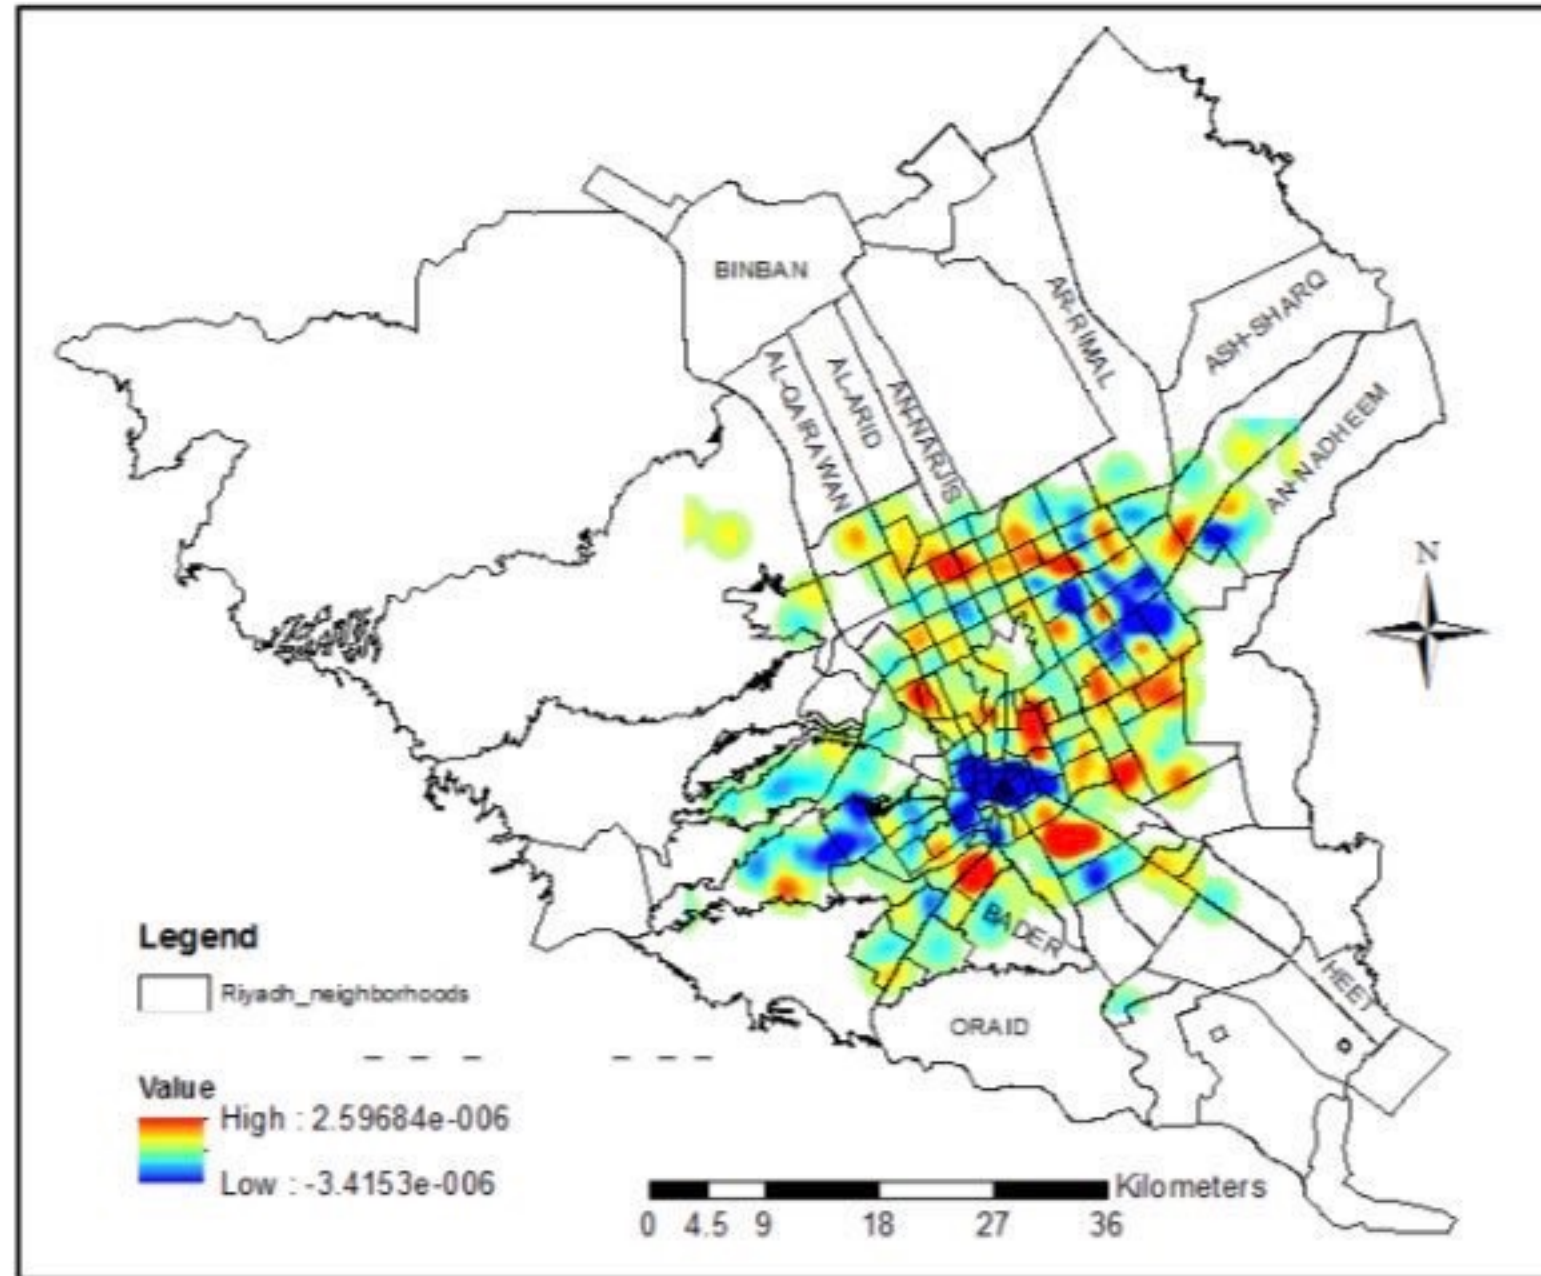 BINBAN
AR-RIMAL
ASH-SHARQ
AL-QAIRAWAN
AL-ARID
AN-NARJIS
AN-NADHEEM
N
BADER
HEET
ORAID
Legend
Riyadh_neighborhoods
Value
High : 2.59684e-006
Low : -3.4153e-006
Kilometers
0 4.5 9 18 27 36